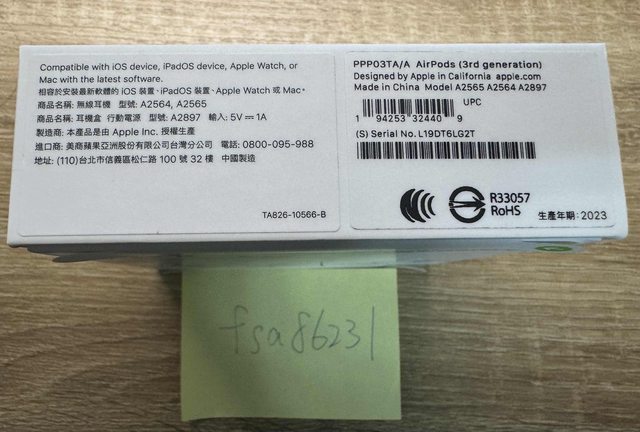 Compatible with iOS device, iPadOS device, Apple Watch, or
Mac with the latest software.
相容於安裝最新軟體的 iOS 裝置、iPadOS 裝置、Apple Watch 或 Mac。
商品名稱: 無線耳機 型號: A2564, A2565
商品名稱: 耳機盒 行動電源 型號: A2897 輸入: 5V⎓1A
製造商: 本產品是由 Apple Inc. 授權生產
進口商: 美商蘋果亞洲股份有限公司台灣分公司 電話: 0800-095-988
地址: (110)台北市信義區松仁路 100 號 32 樓 中國製造
TA826-10566-B
PPP03TA/A AirPods (3rd generation)
Designed by Apple in California apple.com
Made in China Model A2565 A2564 A2897
UPC
1 94253 32440 9
(S) Serial No. L19DT6LG2T
R33057
RoHS
生產年期: 2023
fsa86231